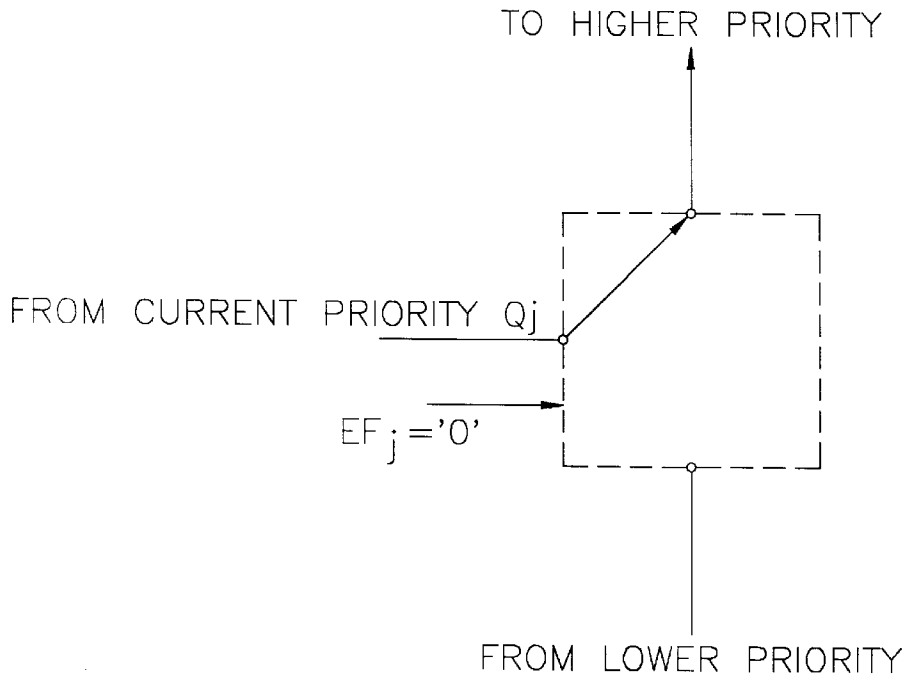 TO HIGHER PRIORITY
FROM CURRENT PRIORITY Qj
EFj='0'
FROM LOWER PRIORITY